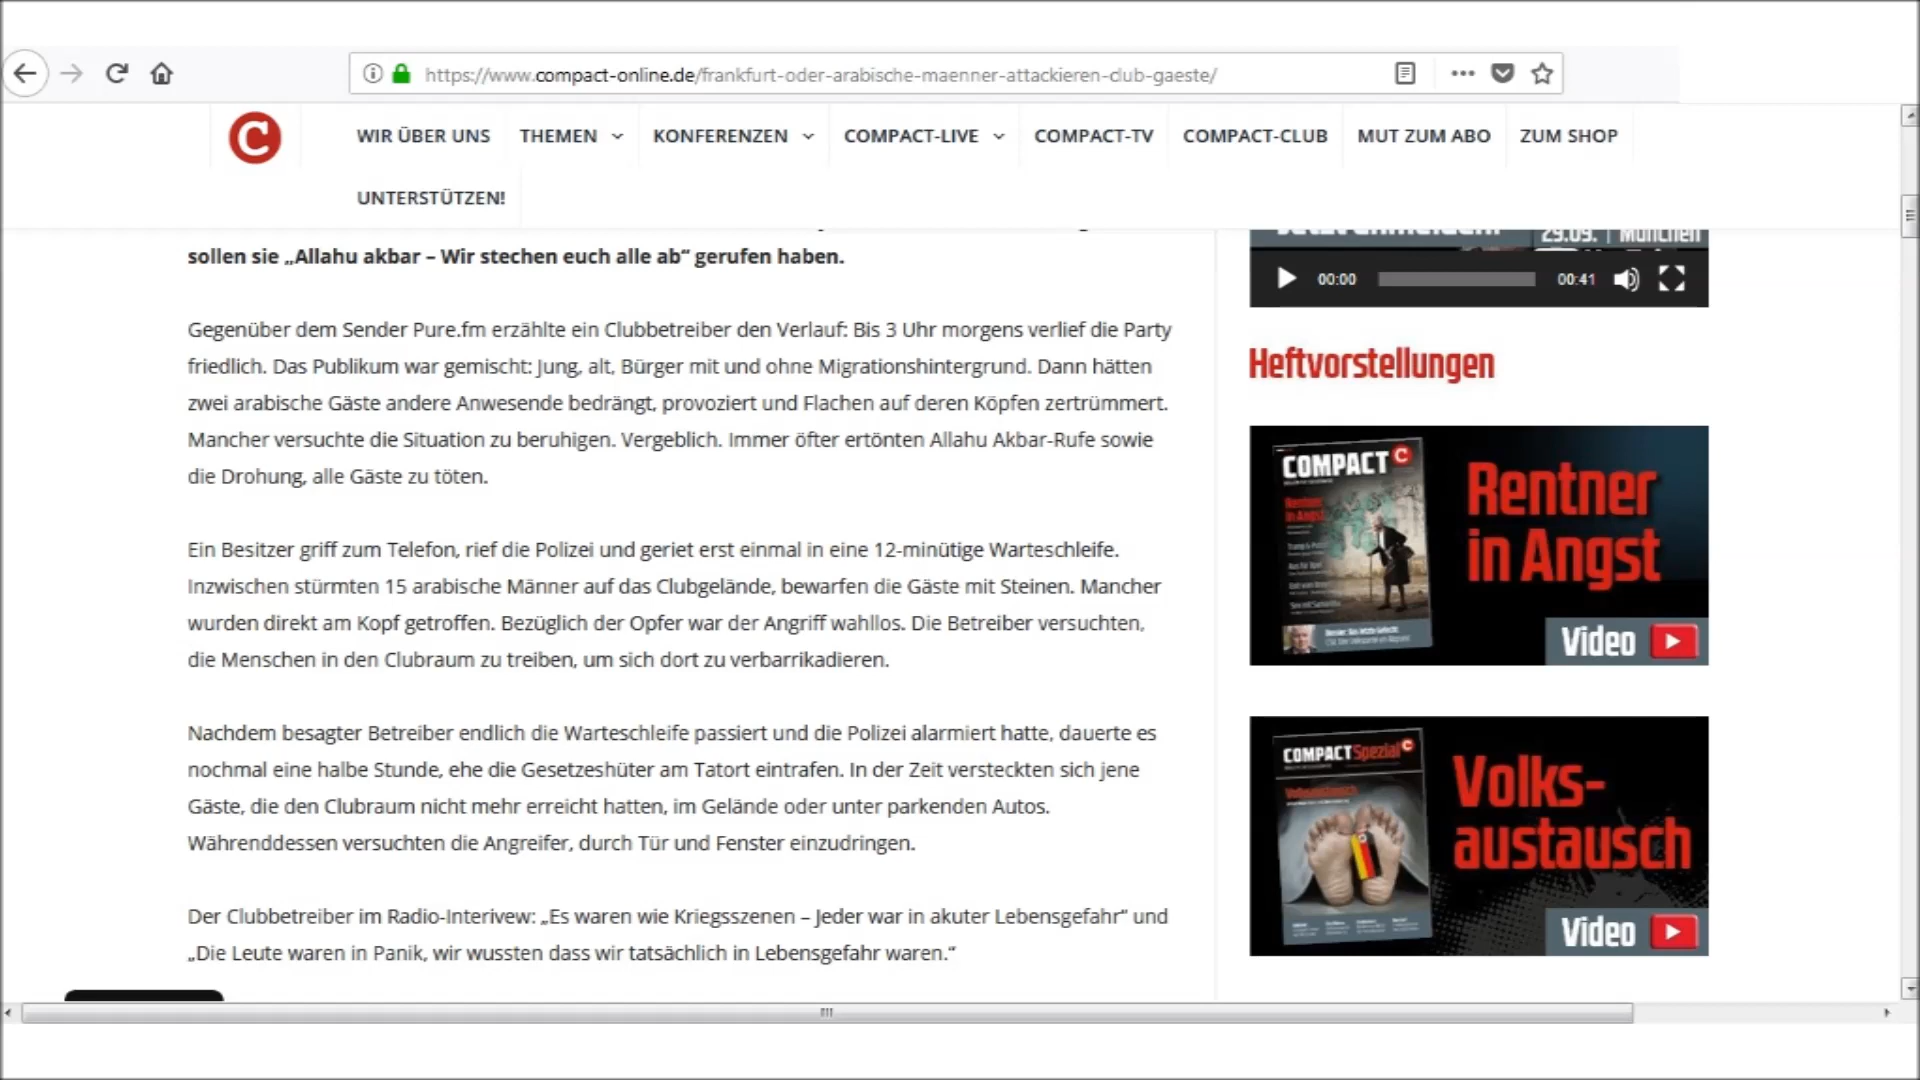 https://www.compact-online.de/frankfurt-oder-arabische-maenner-attackieren-club-gaeste/
C
WIR ÜBER UNS
THEMEN
KONFERENZEN
COMPACT-LIVE
COMPACT-TV
COMPACT-CLUB
MUT ZUM ABO
ZUM SHOP
UNTERSTÜTZEN!
sollen sie „Allahu akbar – Wir stechen euch alle ab“ gerufen haben.
Gegenüber dem Sender Pure.fm erzählte ein Clubbetreiber den Verlauf: Bis 3 Uhr morgens verlief die Party
friedlich. Das Publikum war gemischt: Jung, alt, Bürger mit und ohne Migrationshintergrund. Dann hätten
zwei arabische Gäste andere Anwesende bedrängt, provoziert und Flachen auf deren Köpfen zertrümmert.
Mancher versuchte die Situation zu beruhigen. Vergeblich. Immer öfter ertönten Allahu Akbar-Rufe sowie
die Drohung, alle Gäste zu töten.
Ein Besitzer griff zum Telefon, rief die Polizei und geriet erst einmal in eine 12-minütige Warteschleife.
Inzwischen stürmten 15 arabische Männer auf das Clubgelände, bewarfen die Gäste mit Steinen. Mancher
wurden direkt am Kopf getroffen. Bezüglich der Opfer war der Angriff wahllos. Die Betreiber versuchten,
die Menschen in den Clubraum zu treiben, um sich dort zu verbarrikadieren.
Nachdem besagter Betreiber endlich die Warteschleife passiert und die Polizei alarmiert hatte, dauerte es
nochmal eine halbe Stunde, ehe die Gesetzeshüter am Tatort eintrafen. In der Zeit versteckten sich jene
Gäste, die den Clubraum nicht mehr erreicht hatten, im Gelände oder unter parkenden Autos.
Währenddessen versuchten die Angreifer, durch Tür und Fenster einzudringen.
Der Clubbetreiber im Radio-Interivew: „Es waren wie Kriegsszenen – Jeder war in akuter Lebensgefahr“ und
„Die Leute waren in Panik, wir wussten dass wir tatsächlich in Lebensgefahr waren.“
29.09. | München
00:00
00:41
Heftvorstellungen
COMPACT C
Rentner
in Angst
Rentner
in Angst
Video
COMPACT Spezial C
Volksaustausch
Volks-
austausch
Video